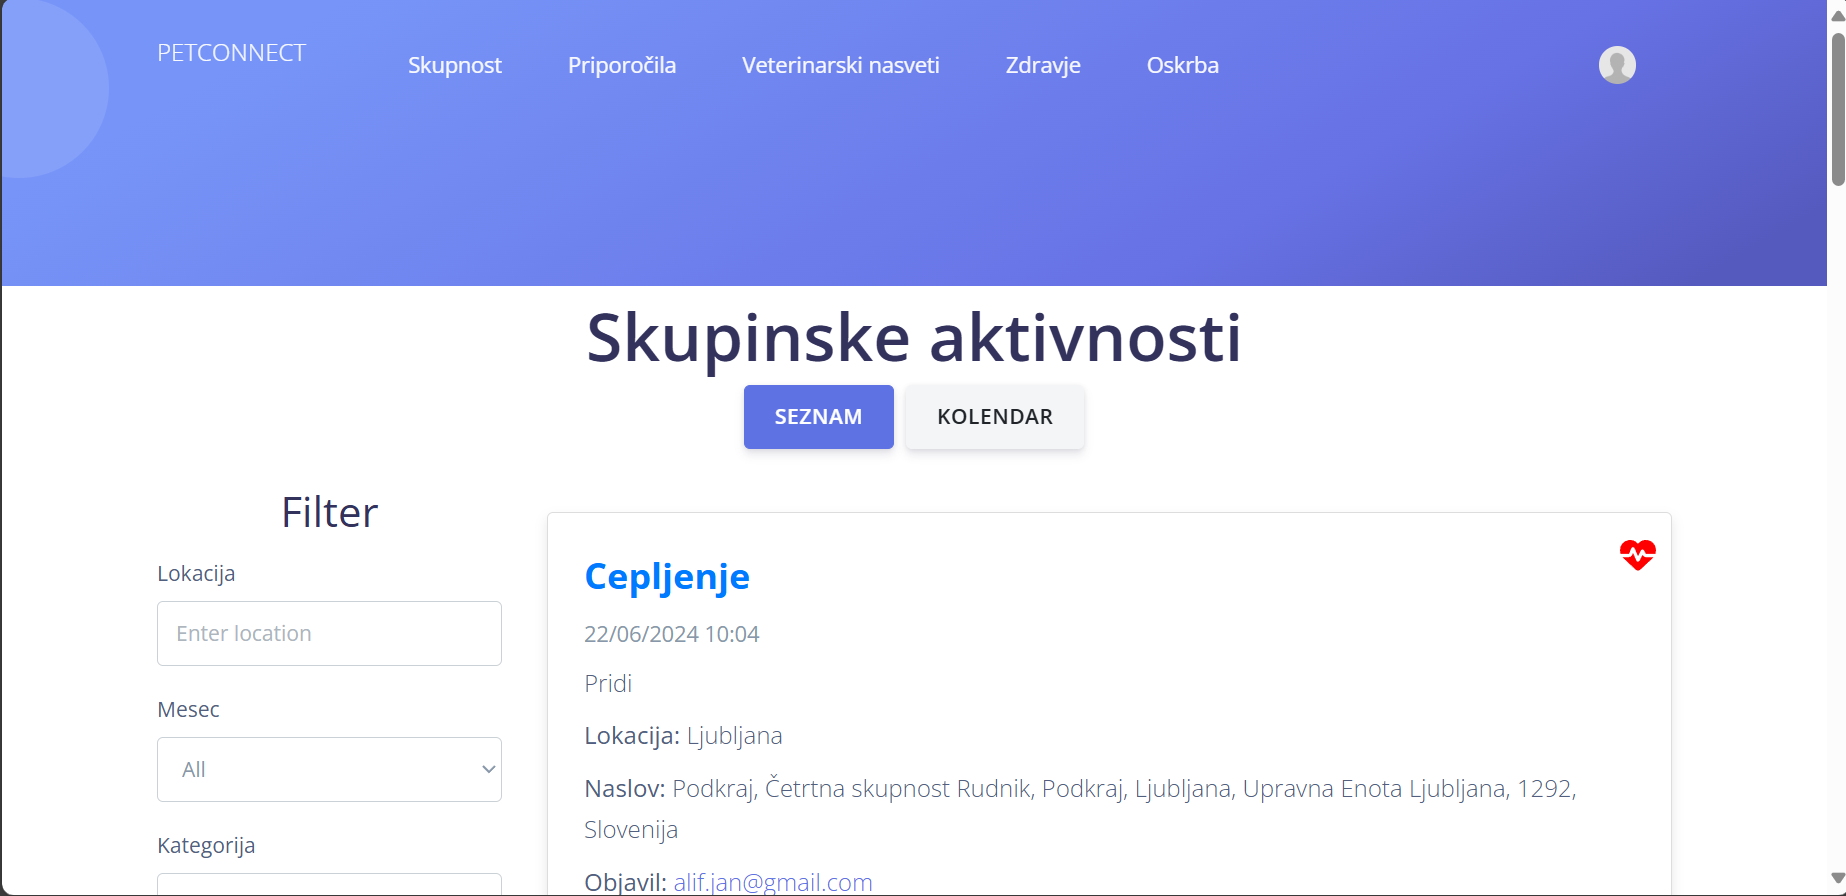 PETCONNECT
Skupnost Priporočila Veterinarski nasveti Zdravje Oskrba
Skupinske aktivnosti
SEZNAM KOLENDAR
Filter
Lokacija
Enter location
Mesec
All
Kategorija
Cepljenje
22/06/2024 10:04
Pridi
Lokacija: Ljubljana
Naslov: Podkraj, Četrtna skupnost Rudnik, Podkraj, Ljubljana, Upravna Enota Ljubljana, 1292,
Slovenija
Objavil: alif.jan@gmail.com